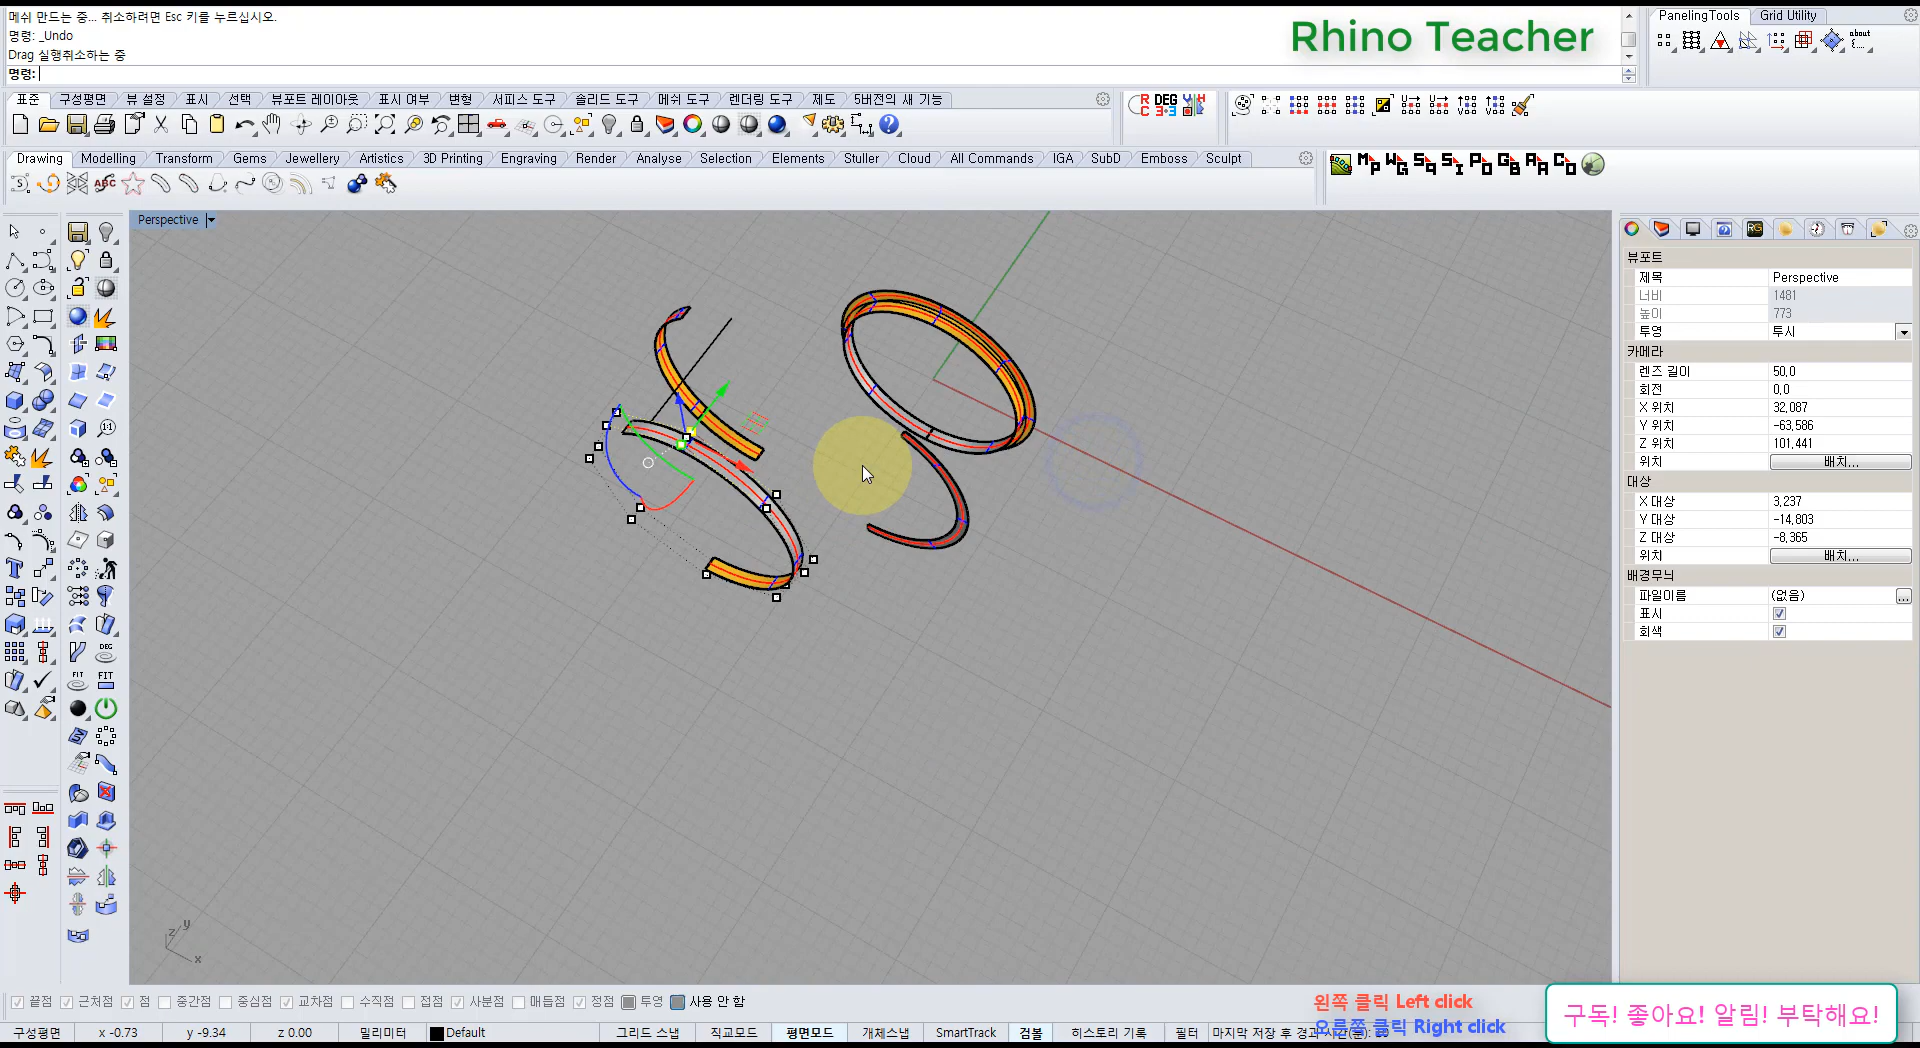 메쉬 만드는 중... 취소하려면 Esc 키를 누르십시오.
명령: _Undo
Drag 실행취소하는 중
명령:
Rhino Teacher
PanelingTools
Grid Utility
about
표준 구성평면 뷰 설정 표시 선택 뷰포트 레이아웃 표시 여부 변형 서피스 도구 솔리드 도구 메쉬 도구 렌더링 도구 제도 5버전의 새 기능
Drawing Modelling Transform Gems Jewellery Artistics 3D Printing Engraving Render Analyse Selection Elements Stuller Cloud All Commands IGA SubD Emboss Sculpt
Perspective
뷰포트
제목 Perspective
너비 1481
높이 773
투영 투시
카메라
렌즈 길이 50,0
회전 0,0
X 위치 32,087
Y 위치 -63,586
Z 위치 101,441
위치 배치...
대상
X 대상 3,237
Y 대상 -14,803
Z 대상 -8,365
위치 배치...
배경무늬
파일이름 (없음) ...
표시
회색
z y
x
끝점 근처점 점 중간점 중심점 교차점 수직점 접점 사분점 매듭점 정점 투영 사용 안 함
왼쪽 클릭 Left click
오른쪽 클릭 Right click
구독! 좋아요! 알림! 부탁해요!
구성평면 x -0.73 y -9.34 z 0.00 밀리미터 Default 그리드 스냅 직교모드 평면모드 개체스냅 SmartTrack 검볼 히스토리 기록 필터 마지막 저장 후 경과 시간(분):